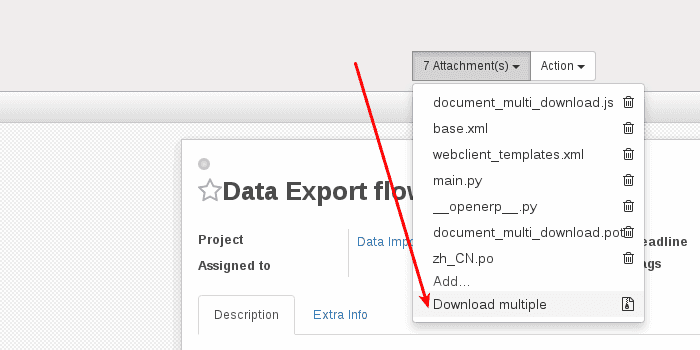 7 Attachment(s)
Action
document_multi_download.js
base.xml
webclient_templates.xml
main.py
__openerp__.py
document_multi_download.pot
zh_CN.po
Add...
Download multiple
Data Export flow
Project
Data Impo
eadline
Assigned to
ags
Description
Extra Info